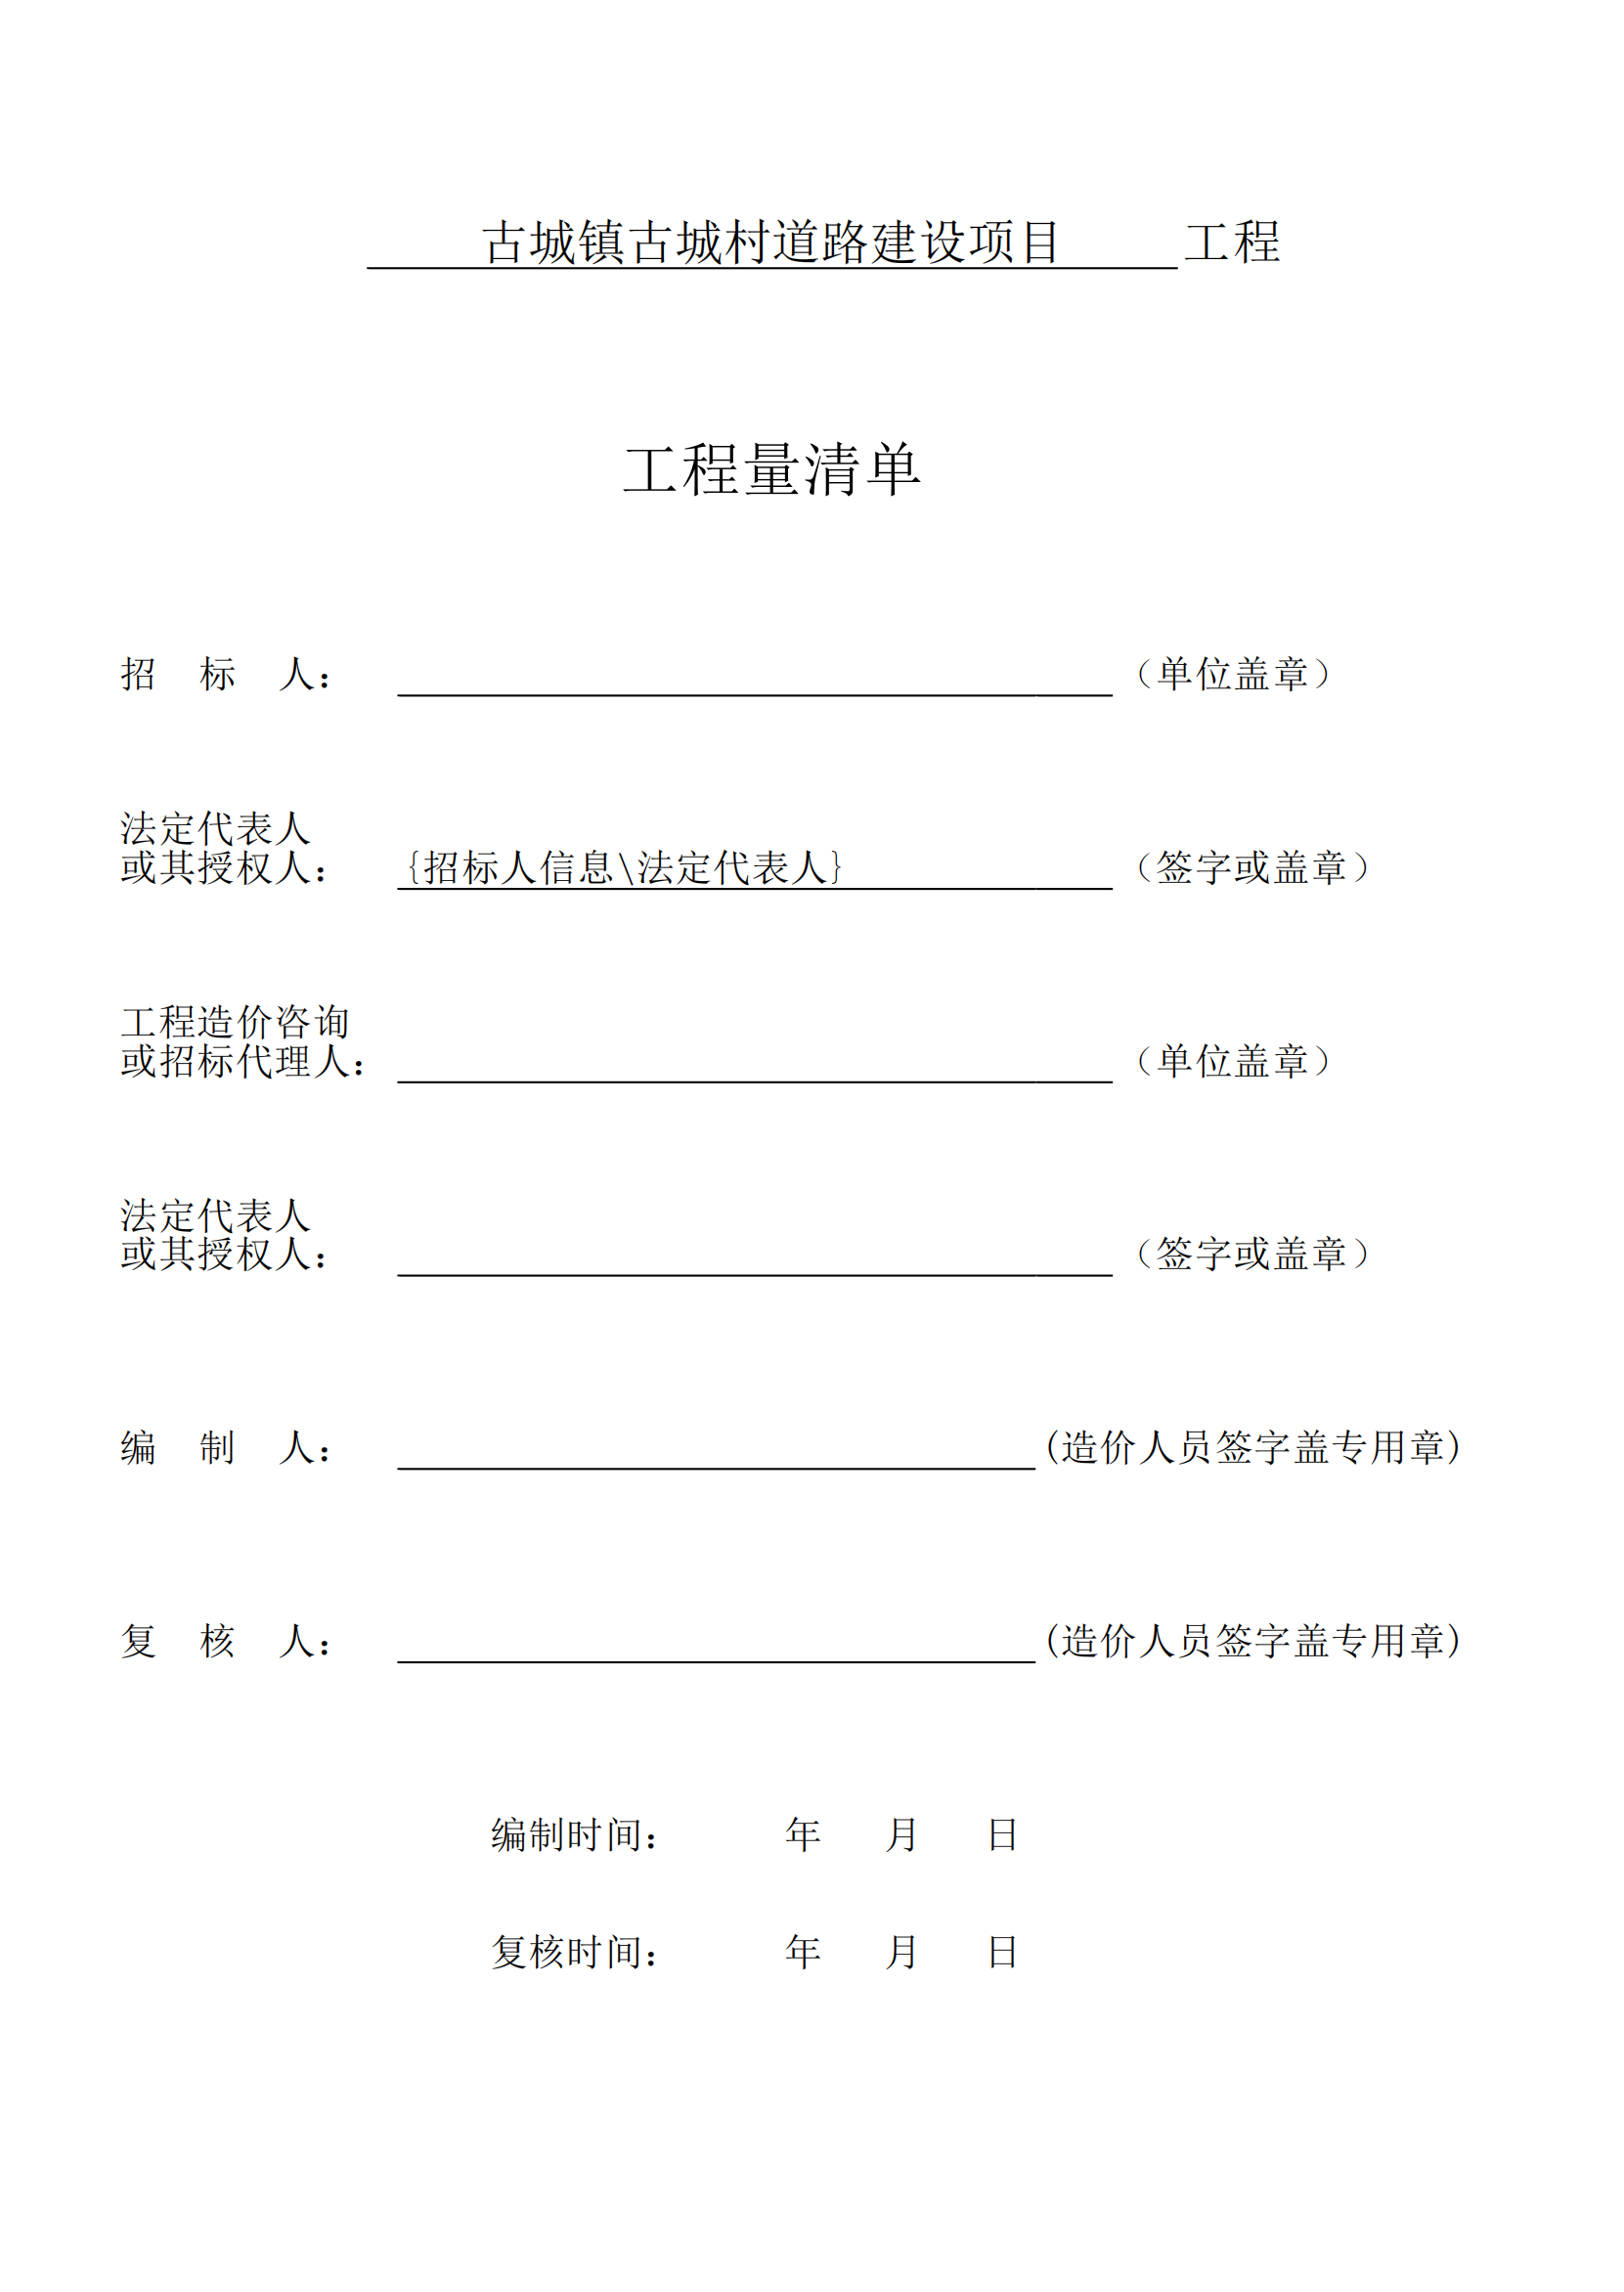 古城镇古城村道路建设项目 工程
工程量清单
招 标 人： （单位盖章）
法定代表人
或其授权人： {招标人信息\法定代表人} （签字或盖章）
工程造价咨询
或招标代理人： （单位盖章）
法定代表人
或其授权人： （签字或盖章）
编 制 人： (造价人员签字盖专用章)
复 核 人： (造价人员签字盖专用章)
编制时间： 年 月 日
复核时间： 年 月 日